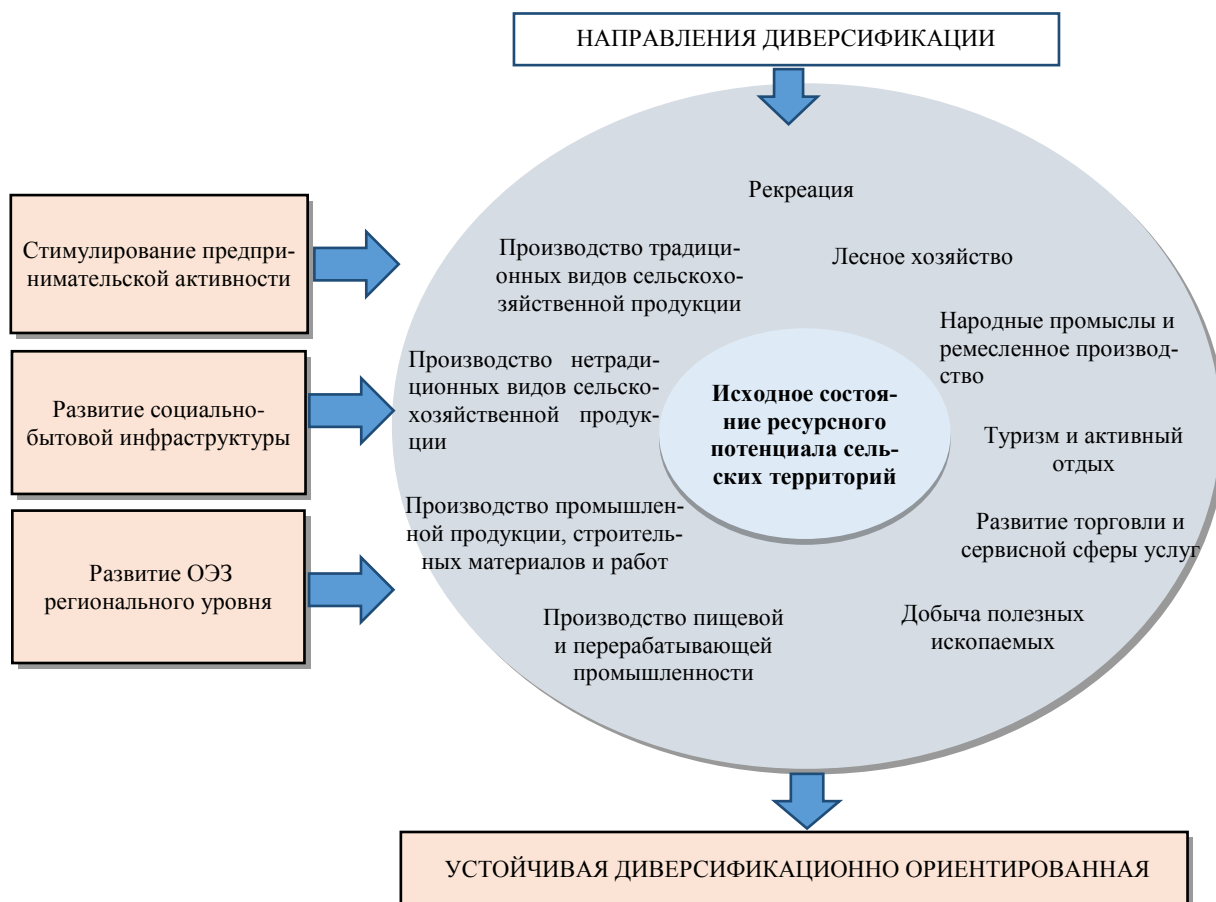 НАПРАВЛЕНИЯ ДИВЕРСИФИКАЦИИ
Стимулирование предпри-
нимательской активности
Развитие социально-
бытовой инфраструктуры
Развитие ОЭЗ
регионального уровня
Рекреация
Производство традици-
онных видов сельскохо-
зяйственной продукции
Лесное хозяйство
Производство нетради-
ционных видов сельско-
хозяйственной продук-
ции
Народные промыслы и
ремесленное производ-
ство
Исходное состоя-
ние ресурсного
потенциала сель-
ских территорий
Туризм и активный
отдых
Производство промышлен-
ной продукции, строитель-
ных материалов и работ
Развитие торговли и
сервисной сферы услуг
Производство пищевой
и перерабатывающей
промышленности
Добыча полезных
ископаемых
УСТОЙЧИВАЯ ДИВЕРСИФИКАЦИОННО ОРИЕНТИРОВАННАЯ